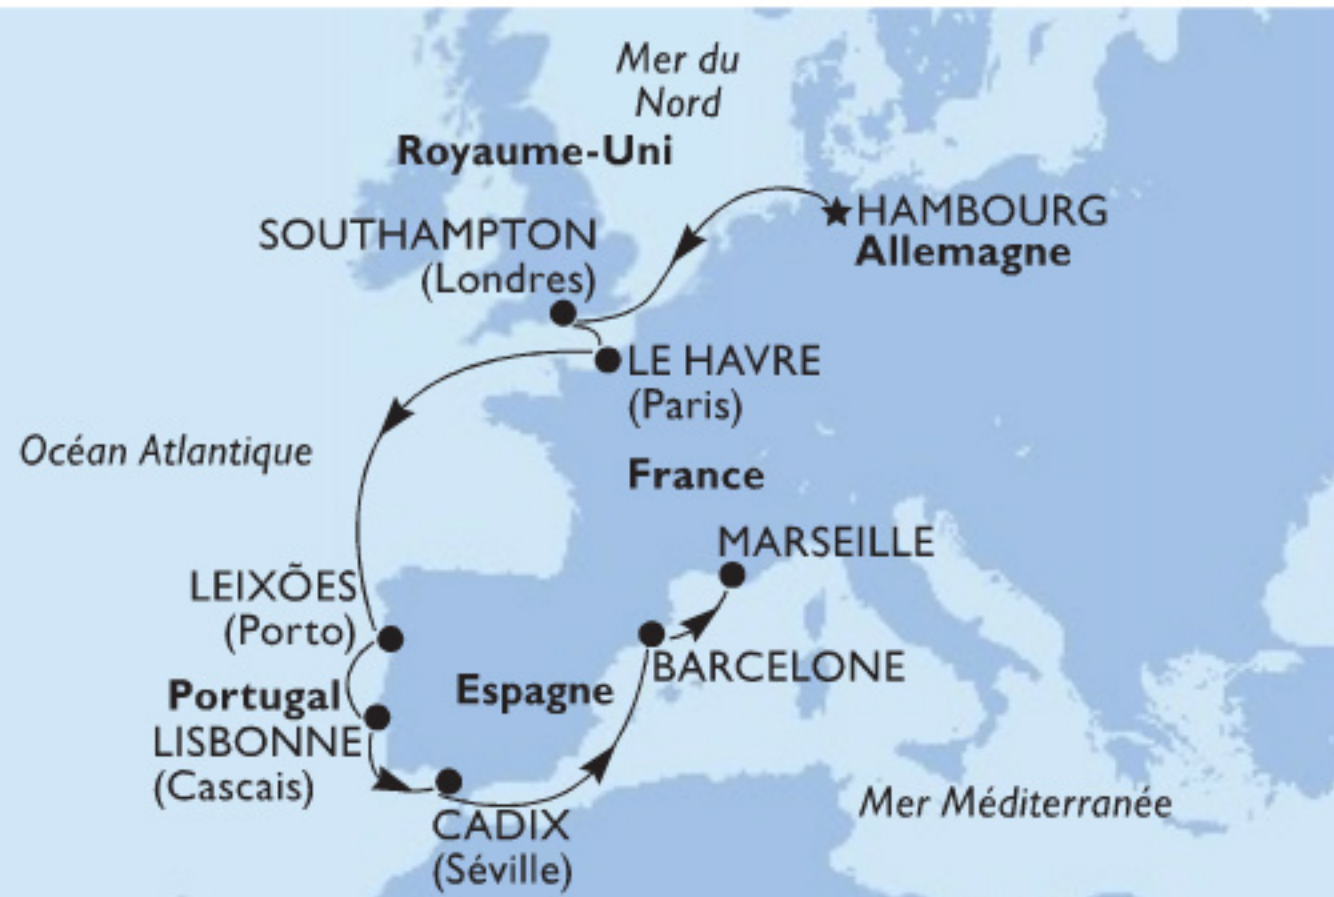 Mer du
Nord
Royaume-Uni
HAMBOURG
Allemagne
SOUTHAMPTON
(Londres)
LE HAVRE
(Paris)
Océan Atlantique
France
MARSEILLE
LEIXÕES
(Porto)
BARCELONE
Portugal
Espagne
LISBONNE
(Cascais)
Mer Méditerranée
CADIX
(Séville)